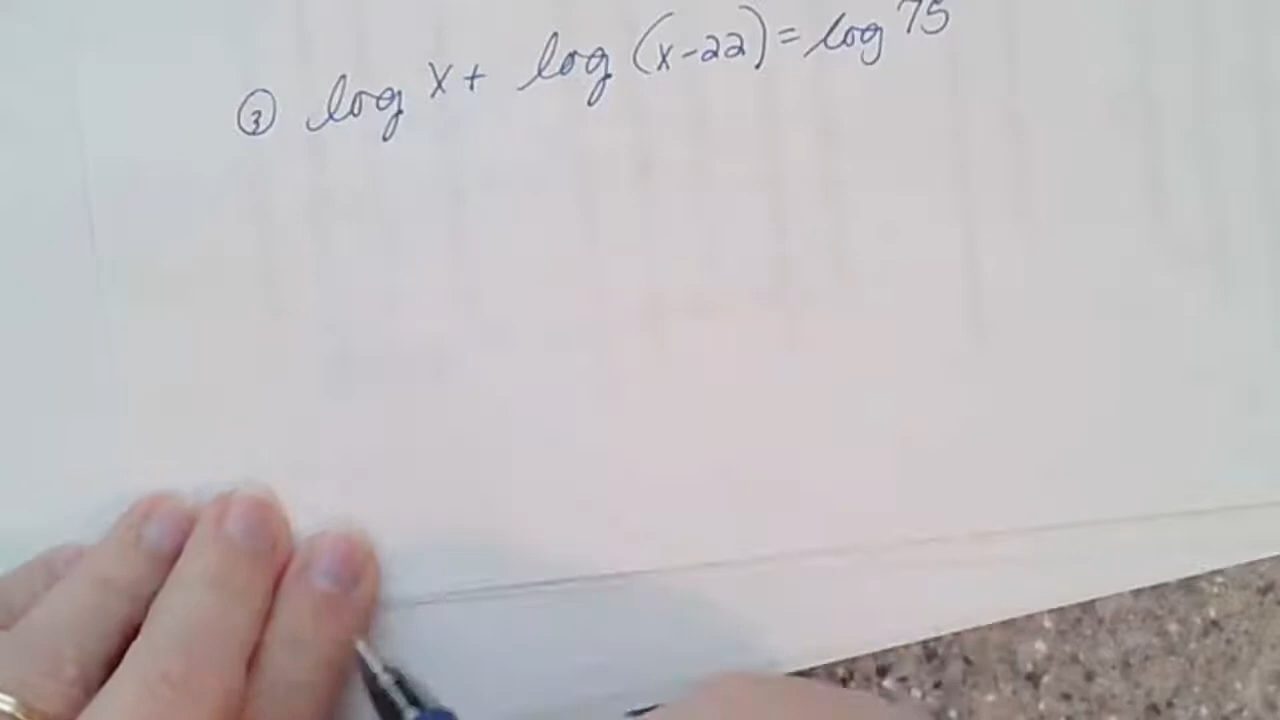 ③ log x + log (x-22) = log 75